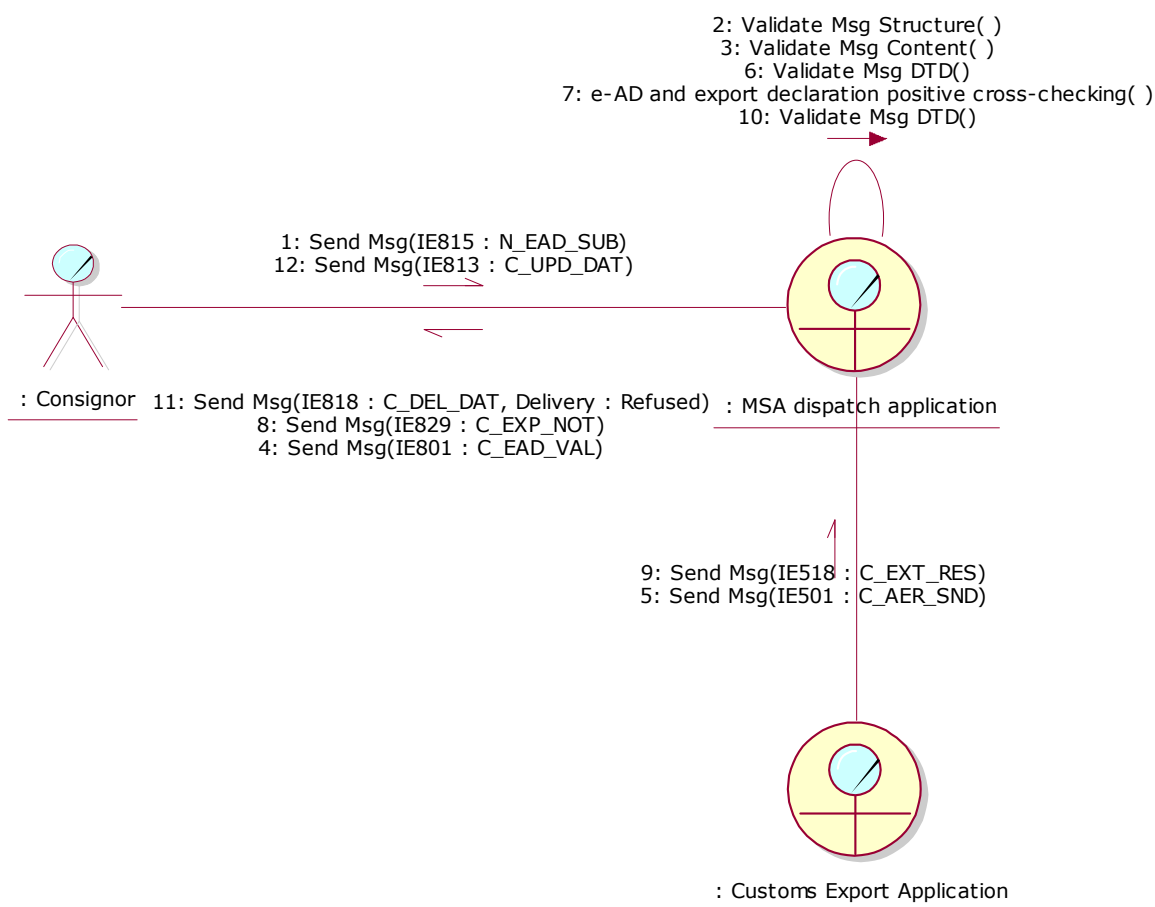 2: Validate Msg Structure( )
3: Validate Msg Content( )
6: Validate Msg DTD()
7: e-AD and export declaration positive cross-checking( )
10: Validate Msg DTD()
1: Send Msg(IE815 : N_EAD_SUB)
12: Send Msg(IE813 : C_UPD_DAT)
: Consignor
11: Send Msg(IE818 : C_DEL_DAT, Delivery : Refused)
8: Send Msg(IE829 : C_EXP_NOT)
4: Send Msg(IE801 : C_EAD_VAL)
: MSA dispatch application
9: Send Msg(IE518 : C_EXT_RES)
5: Send Msg(IE501 : C_AER_SND)
: Customs Export Application